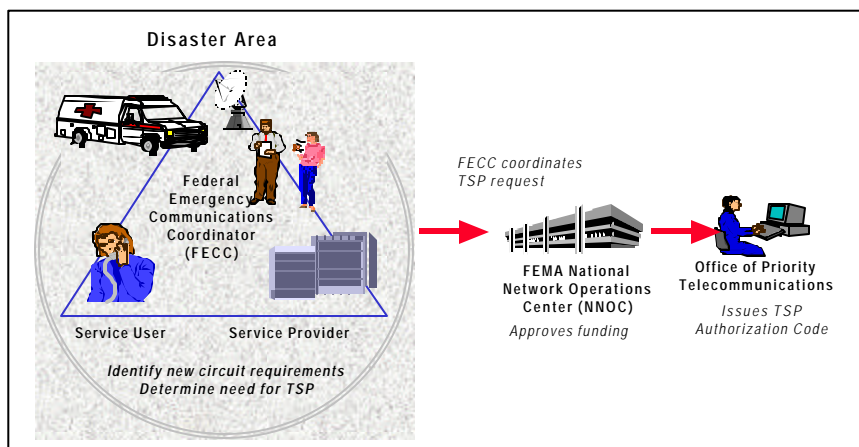 Disaster Area
Federal
Emergency
Communications
Coordinator
(FECC)
Service User
Service Provider
Identify new circuit requirements
Determine need for TSP
FECC coordinates
TSP request
FEMA National
Network Operations
Center (NNOC)
Approves funding
Office of Priority
Telecommunications
Issues TSP
Authorization Code